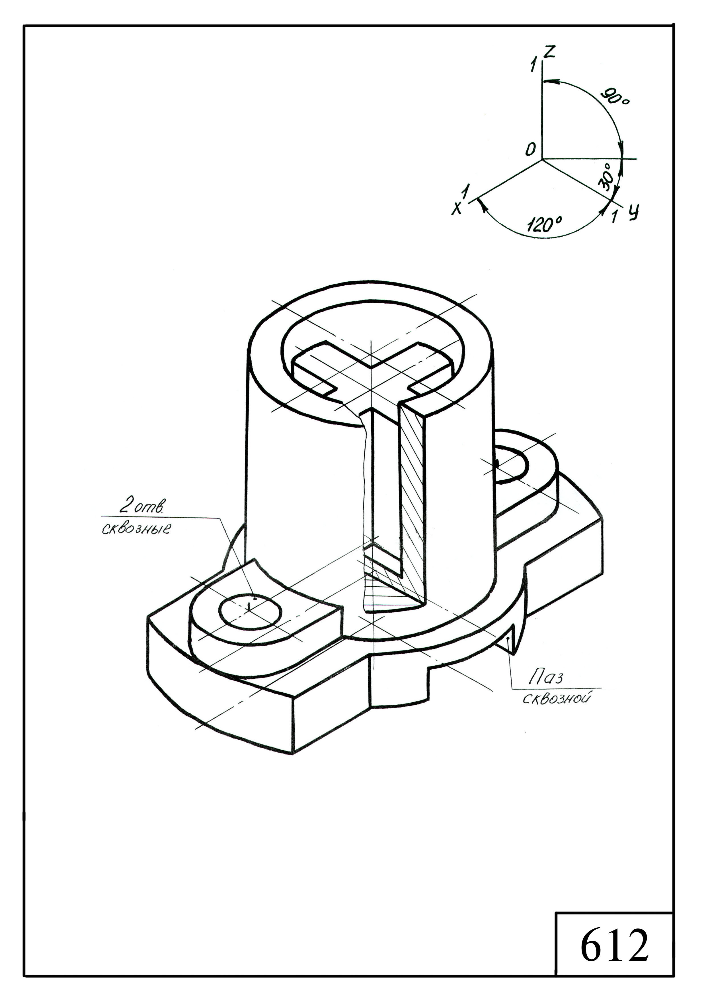 1 Z
90°
0
30°
1
X
1 y
120°
2 отв.
сквозные
Паз
сквозной
612